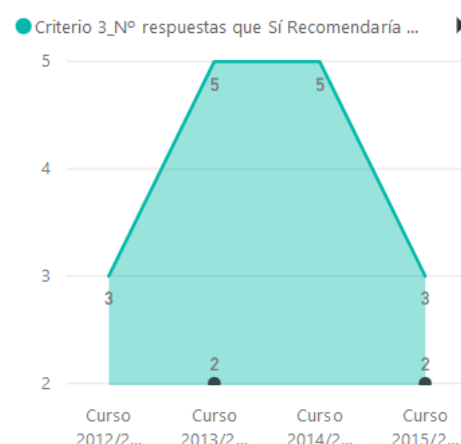 Criterio 3_Nº respuestas que Sí Recomendaría ...
5
5 5
4
3
3 3
2 2
2
Curso Curso Curso Curso
2012/2... 2013/2... 2014/2... 2015/2...